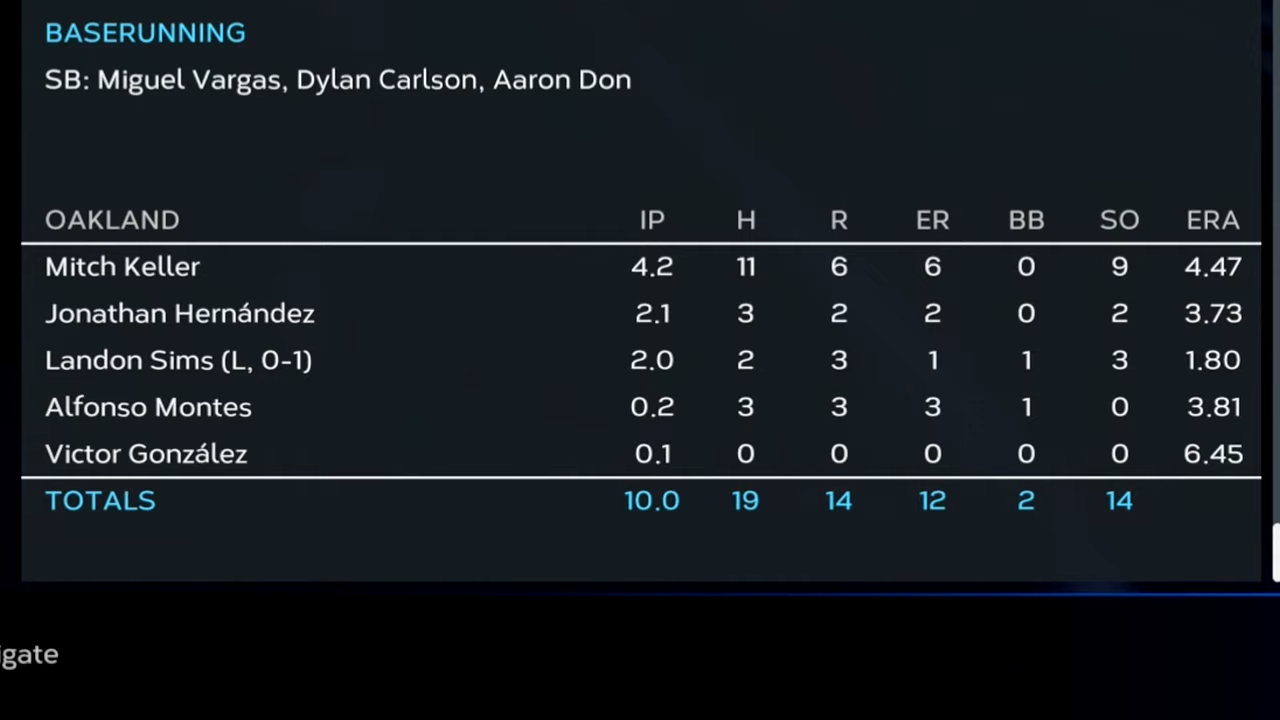 BASERUNNING
SB: Miguel Vargas, Dylan Carlson, Aaron Don
OAKLAND IP H R ER BB SO ERA
Mitch Keller 4.2 11 6 6 0 9 4.47
Jonathan Hernández 2.1 3 2 2 0 2 3.73
Landon Sims (L, 0-1) 2.0 2 3 1 1 3 1.80
Alfonso Montes 0.2 3 3 3 1 0 3.81
Victor González 0.1 0 0 0 0 0 6.45
TOTALS 10.0 19 14 12 2 14
igate